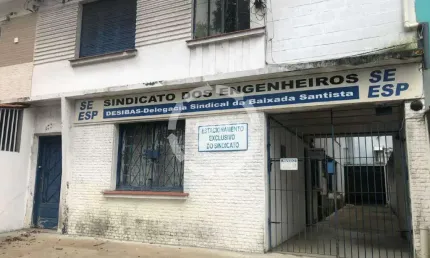 SE
ESP
SINDICATO DOS ENGENHEIROS
DESIBAS-Delegacia Sindical da Baixada Santista
SE
ESP
ESTACIONAMENTO
EXCLUSIVO
DO SINDICATO